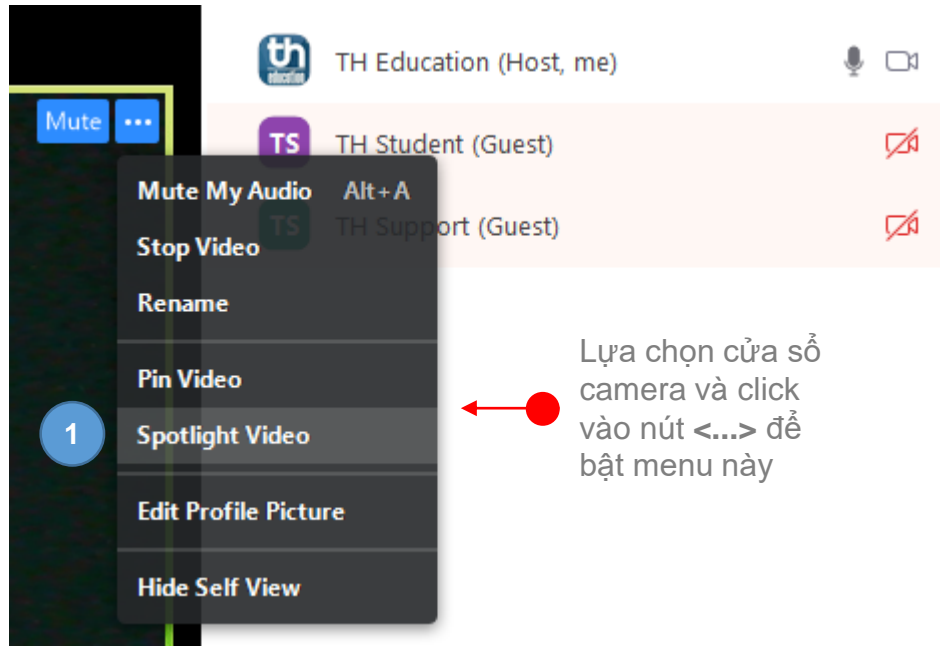 th
education
TH Education (Host, me)
Mute ...
TS
TH Student (Guest)
TS
TH Support (Guest)
Mute My Audio Alt+A
Stop Video
Rename
Pin Video
1
Spotlight Video
Edit Profile Picture
Hide Self View
Lựa chọn cửa sổ
camera và click
vào nút <...> để
bật menu này